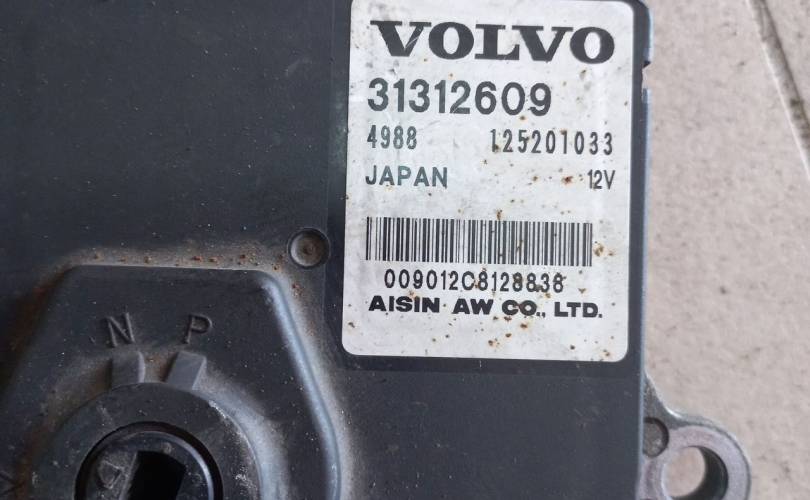 VOLVO
31312609
4988 125201033
JAPAN 12V
009012C8128838
AISIN AW CO., LTD.
N P